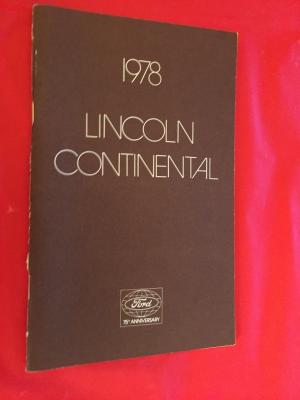 1978
LINCOLN
CONTINENTAL
Ford
75th ANNIVERSARY